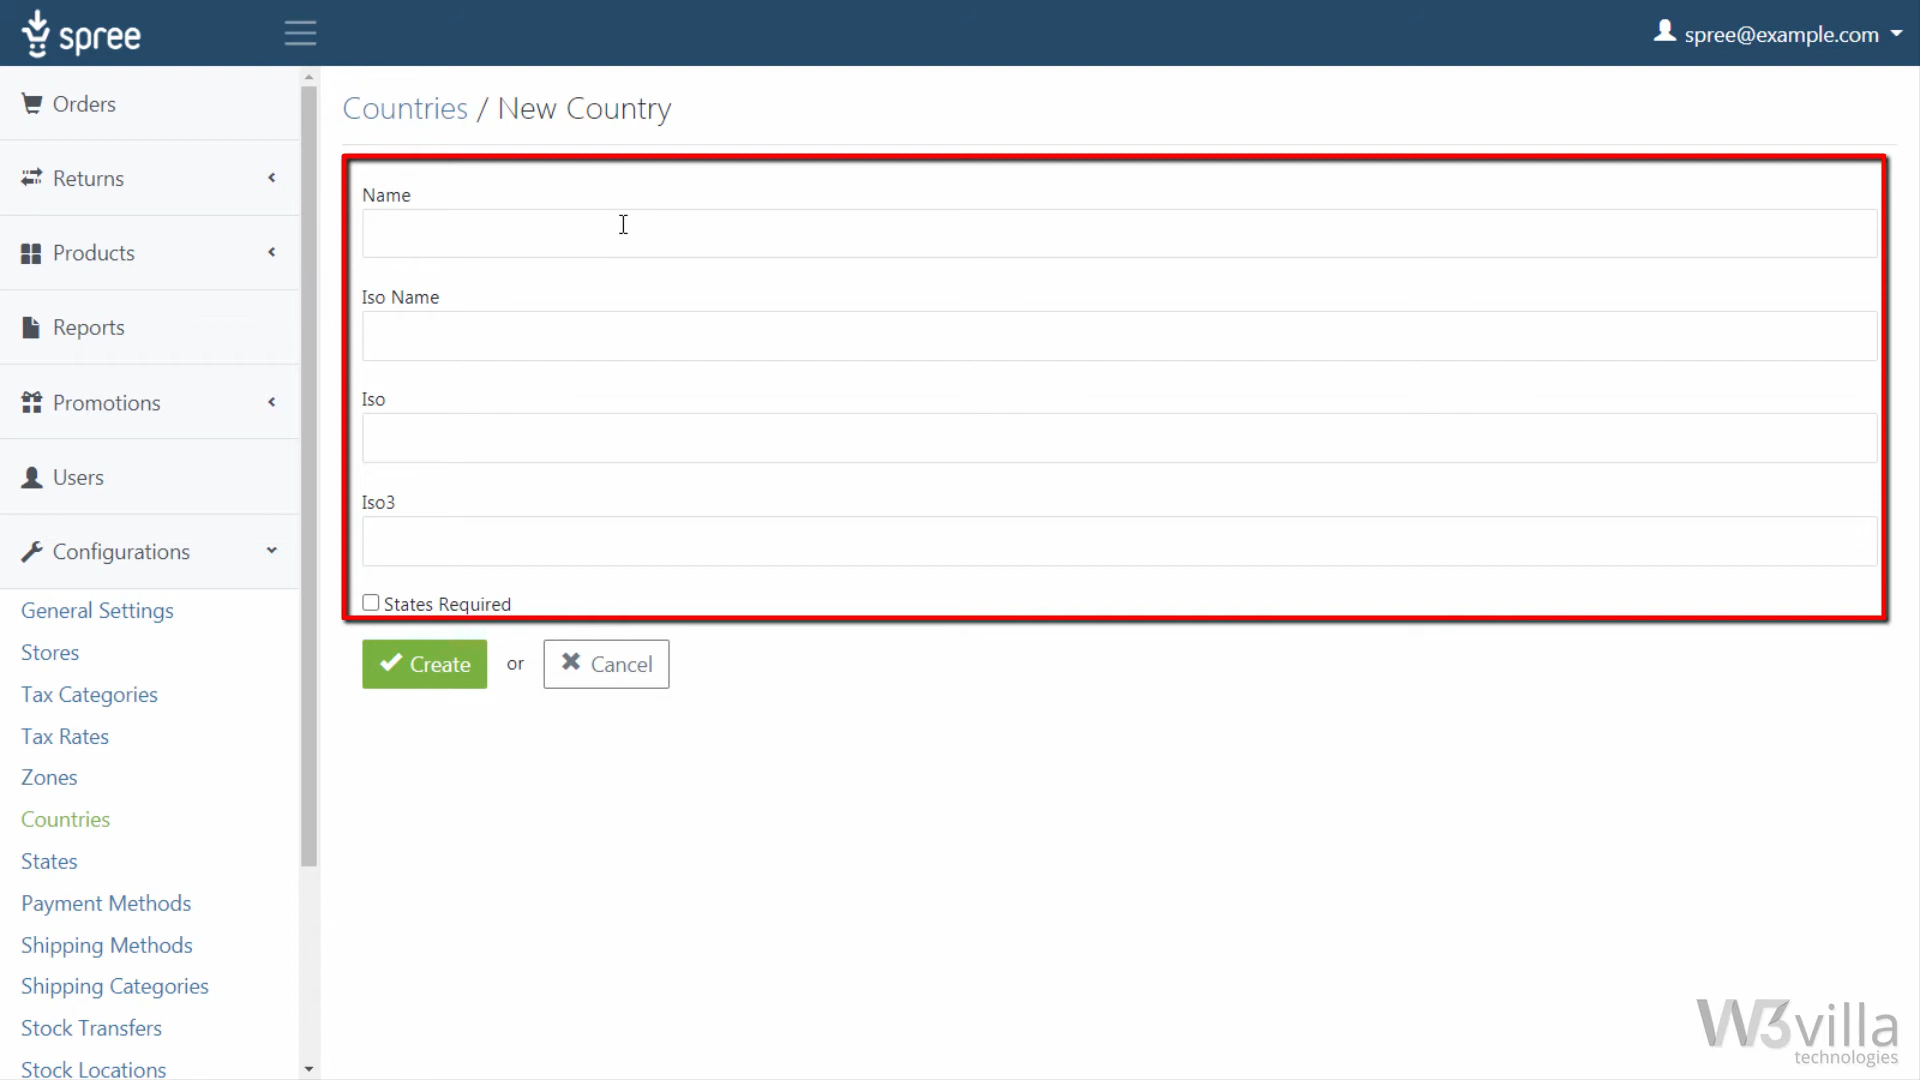 spree
spree@example.com
Orders
Returns
Products
Reports
Promotions
Users
Configurations
General Settings
Stores
Tax Categories
Tax Rates
Zones
Countries
States
Payment Methods
Shipping Methods
Shipping Categories
Stock Transfers
Stock Locations
Countries / New Country
Name
Iso Name
Iso
Iso3
States Required
Create or Cancel
W3villa
technologies